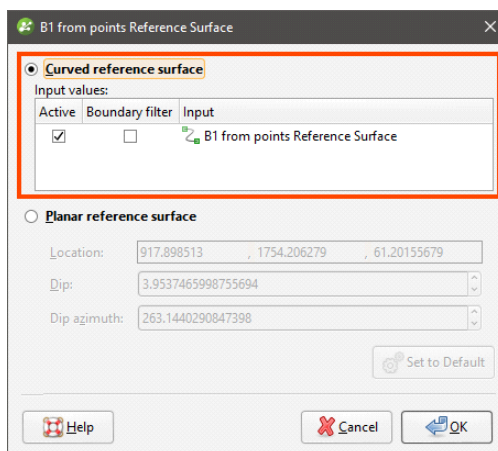 B1 from points Reference Surface
Curved reference surface
Input values:
Active Boundary filter Input
B1 from points Reference Surface
Planar reference surface
Location: 917.898513 , 1754.206279 , 61.20155679
Dip: 3.9537465998755694
Dip azimuth: 263.1440290847398
Set to Default
Help Cancel OK